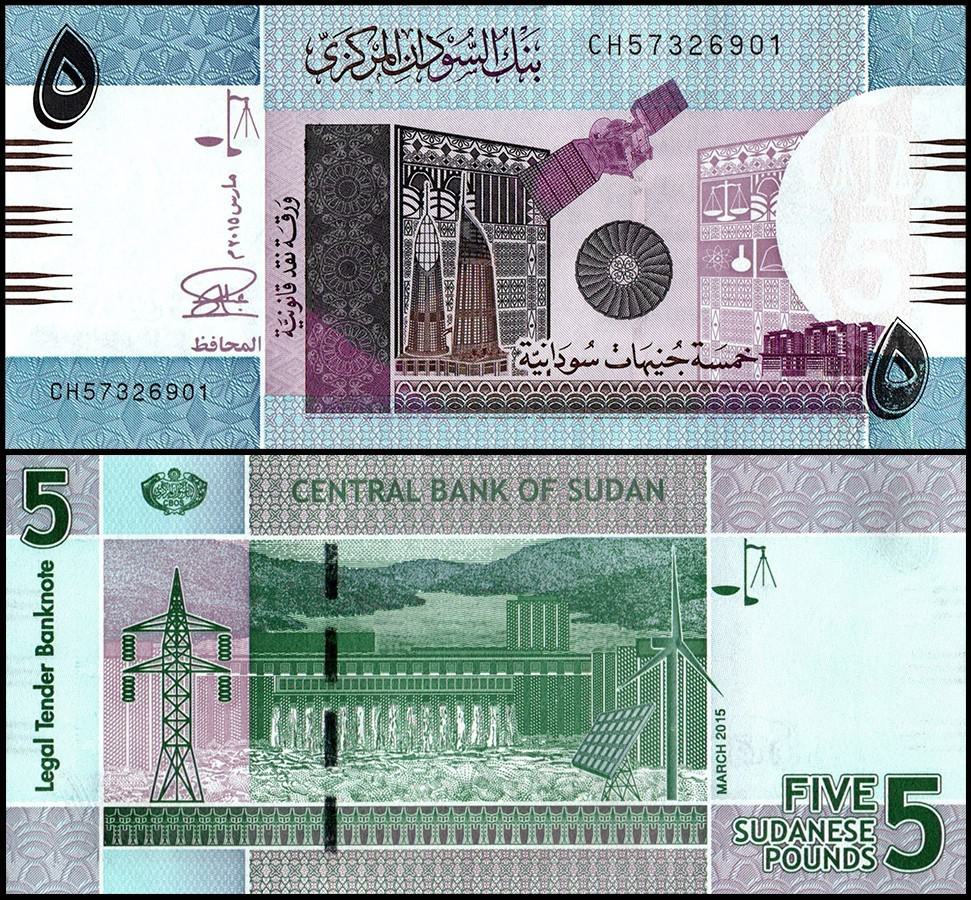 ٥
بنك السودان المركزي
CH57326901
مارس ٢٠١٥م
ورقة نقد قانونية
المحافظ
خمسة جنيهات سودانية
٥
CH57326901
5
CENTRAL BANK OF SUDAN
Legal Tender Banknote
MARCH 2015
FIVE
SUDANESE
POUNDS
5